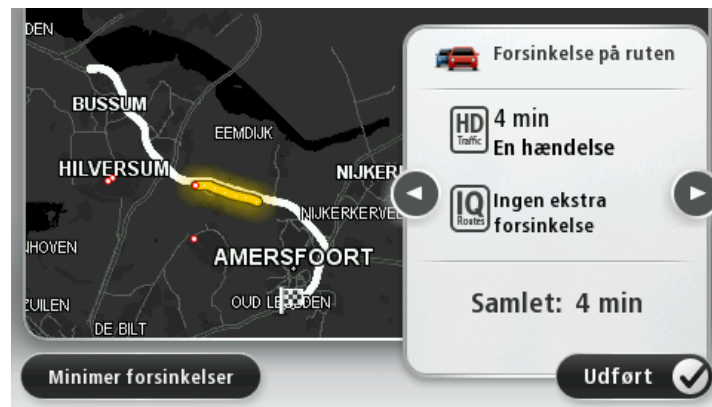 DEN
BUSSUM
EEMDIJK
HILVERSUM
NIJKER
NIJKERKERVE
HOVEN
AMERSFOORT
ZUILEN
OUD LEUSDEN
DE BILT
Forsinkelse på ruten
HD Traffic
4 min
En hændelse
IQ Routes
Ingen ekstra
forsinkelse
Samlet: 4 min
Minimer forsinkelser
Udført